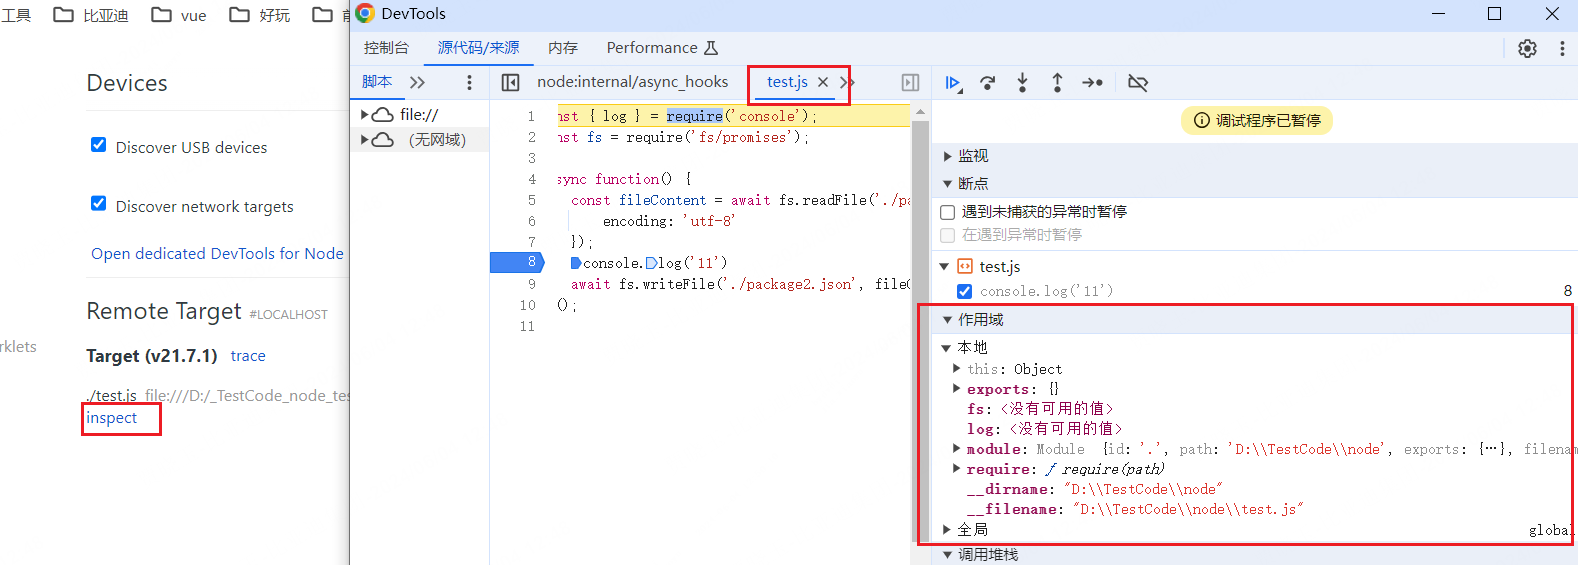 工具 比亚迪 vue 好玩
Devices
Discover USB devices
Discover network targets
Open dedicated DevTools for Node
Remote Target #LOCALHOST
rklets
Target (v21.7.1) trace
./test.js file:///D:/_TestCode_node_tes
inspect
DevTools
控制台 源代码/来源 内存 Performance
脚本 node:internal/async_hooks test.js
file://
(无网域)
1 nst { log } = require('console');
2 nst fs = require('fs/promises');
3
4 sync function() {
5 const fileContent = await fs.readFile('./pa
6 encoding: 'utf-8'
7 });
8 console.log('11')
9 await fs.writeFile('./package2.json', fileC
10 ();
11
调试程序已暂停
监视
断点
遇到未捕获的异常时暂停
在遇到异常时暂停
test.js
console.log('11') 8
作用域
本地
this: Object
exports: {}
fs: <没有可用的值>
log: <没有可用的值>
module: Module {id: '.', path: 'D:\\TestCode\\node', exports: {…}, filenam
require: ƒ require(path)
__dirname: "D:\\TestCode\\node"
__filename: "D:\\TestCode\\node\\test.js"
全局 global
调用堆栈